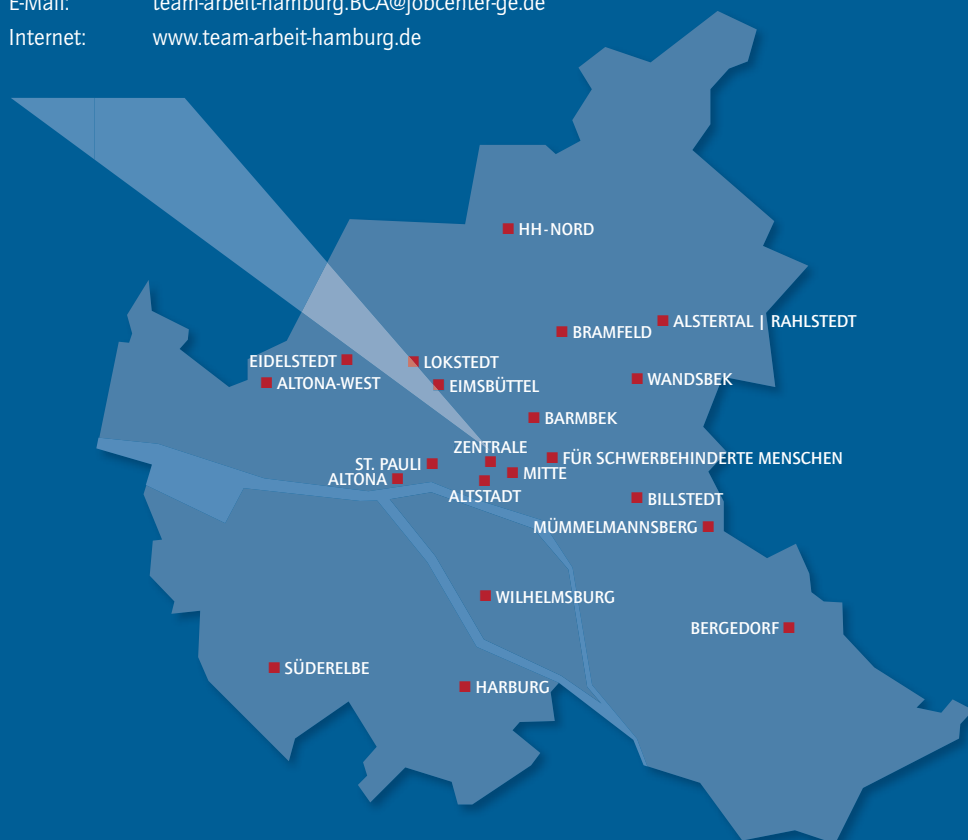 E-Mail: team-arbeit-hamburg.BCA@jobcenter-ge.de
Internet: www.team-arbeit-hamburg.de
HH-NORD
ALSTERTAL | RAHLSTEDT
BRAMFELD
EIDELSTEDT
LOKSTEDT
ALTONA-WEST
EIMSBÜTTEL
WANDSBEK
BARMBEK
ZENTRALE
FÜR SCHWERBEHINDERTE MENSCHEN
ST. PAULI
MITTE
ALTONA
ALTSTADT
BILLSTEDT
MÜMMELMANNSBERG
WILHELMSBURG
BERGEDORF
SÜDERELBE
HARBURG